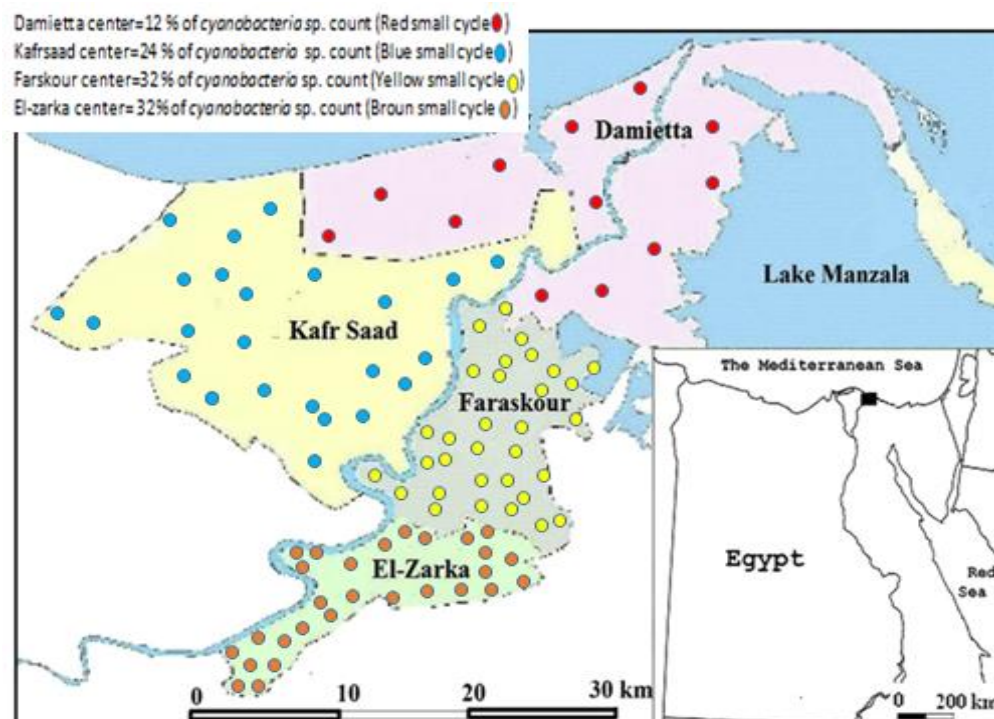 Damietta center=12 % of cyanobacteria sp. count (Red small cycle)
Kafrsaad center=24 % of cyanobacteria sp. count (Blue small cycle)
Farskour center=32 % of cyanobacteria sp. count (Yellow small cycle)
El-zarka center= 32% of cyanobacteria sp. count (Broun small cycle)
Damietta
Lake Manzala
Kafr Saad
The Mediterranean Sea
Faraskour
Egypt
El-Zarka
Red
Sea
0 10 20 30 km
0 200 km